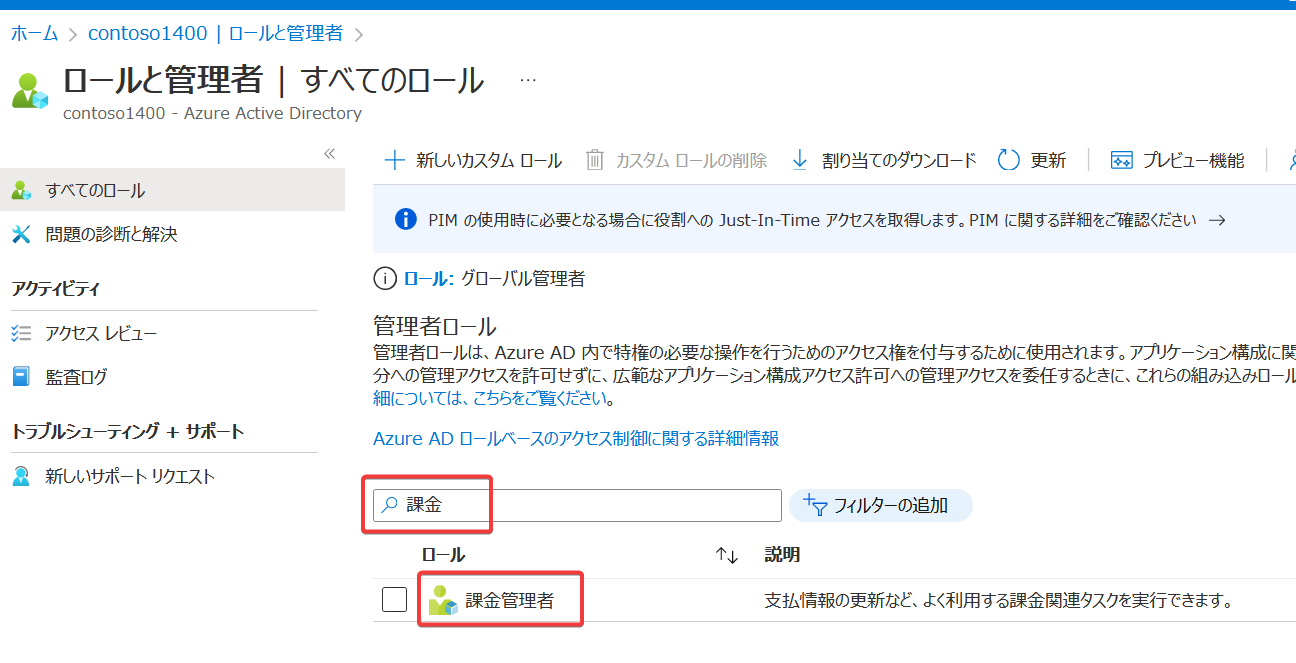 ホーム > contoso1400 | ロールと管理者 >
ロールと管理者 | すべてのロール ...
contoso1400 - Azure Active Directory
«
すべてのロール
問題の診断と解決
アクティビティ
アクセス レビュー
監査ログ
トラブルシューティング + サポート
新しいサポート リクエスト
+ 新しいカスタム ロール カスタム ロールの削除 ↓ 割り当てのダウンロード 更新 | プレビュー機能 |
PIM の使用時に必要となる場合に役割への Just-In-Time アクセスを取得します。PIM に関する詳細をご確認ください →
ロール: グローバル管理者
管理者ロール
管理者ロールは、Azure AD 内で特権の必要な操作を行うためのアクセス権を付与するために使用されます。アプリケーション構成に関
分への管理アクセスを許可せずに、広範なアプリケーション構成アクセス許可への管理アクセスを委任するときに、これらの組み込みロール
細については、こちらをご覧ください。
Azure AD ロールベースのアクセス制御に関する詳細情報
課金
フィルターの追加
ロール ↑↓ 説明
課金管理者 支払情報の更新など、よく利用する課金関連タスクを実行できます。